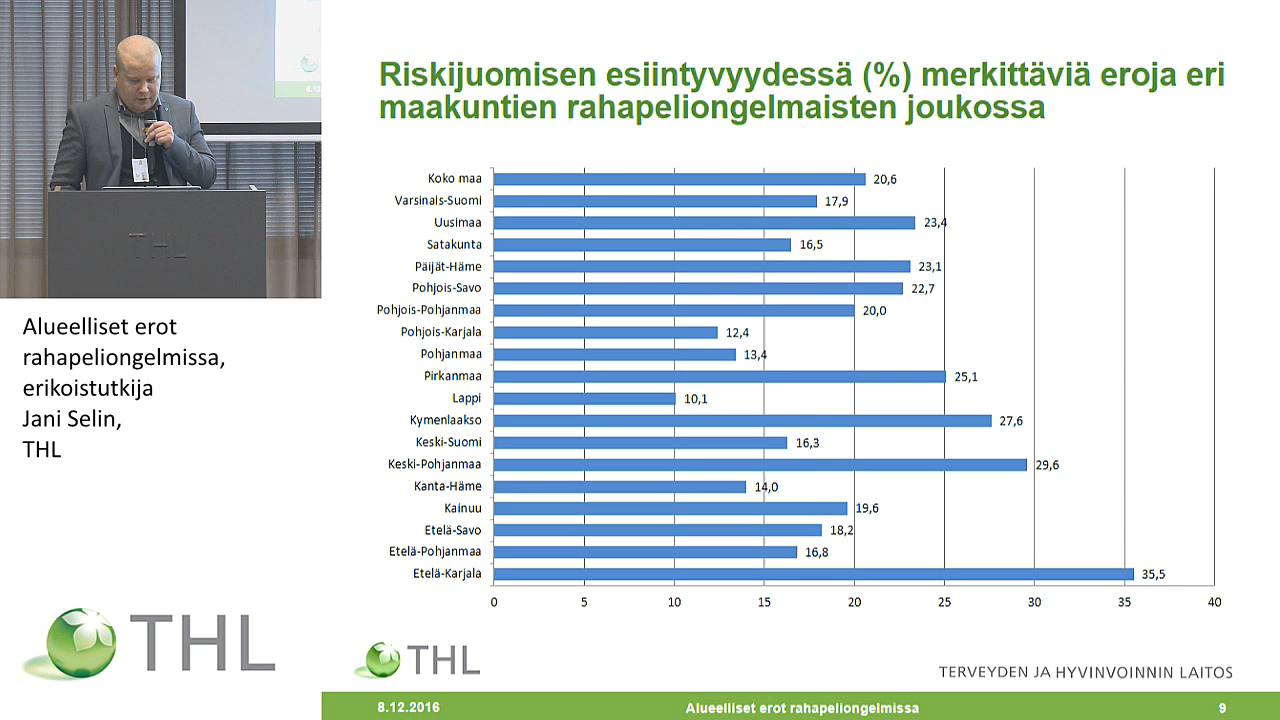 THL
Alueelliset erot
rahapeliongelmissa,
erikoistutkija
Jani Selin,
THL
THL
Riskijuomisen esiintyvyydessä (%) merkittäviä eroja eri
maakuntien rahapeliongelmaisten joukossa
Koko maa 20,6
Varsinais-Suomi 17,9
Uusimaa 23,4
Satakunta 16,5
Päijät-Häme 23,1
Pohjois-Savo 22,7
Pohjois-Pohjanmaa 20,0
Pohjois-Karjala 12,4
Pohjanmaa 13,4
Pirkanmaa 25,1
Lappi 10,1
Kymenlaakso 27,6
Keski-Suomi 16,3
Keski-Pohjanmaa 29,6
Kanta-Häme 14,0
Kainuu 19,6
Etelä-Savo 18,2
Etelä-Pohjanmaa 16,8
Etelä-Karjala 35,5
0 5 10 15 20 25 30 35 40
THL
TERVEYDEN JA HYVINVOINNIN LAITOS
8.12.2016 Alueelliset erot rahapeliongelmissa 9